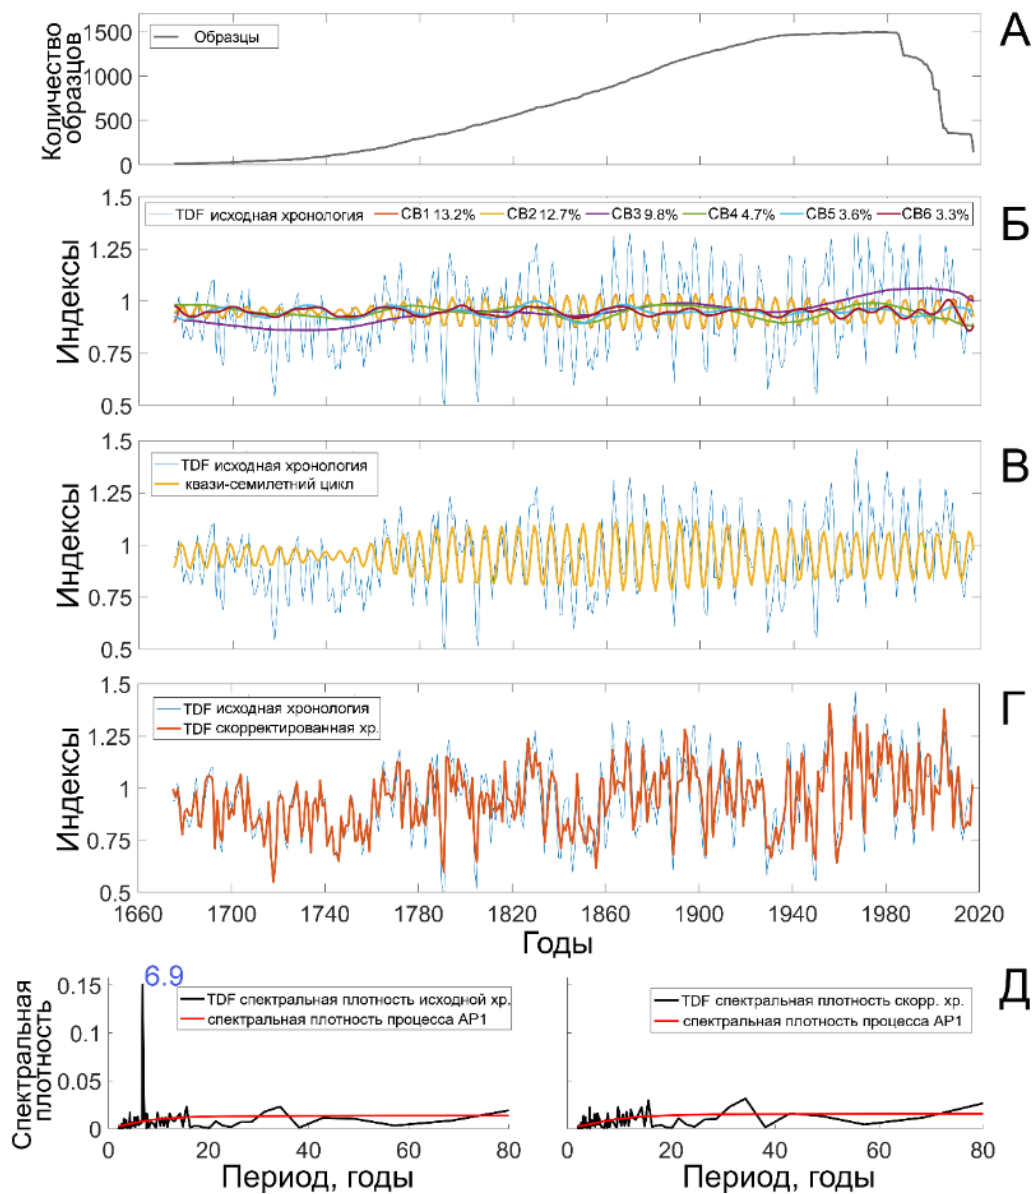 А
Количество
образцов
1500
1000
500
0
Образцы
Б
Индексы
1.5
1.25
1
0.75
0.5
TDF исходная хронология СВ1 13.2% СВ2 12.7% СВ3 9.8% СВ4 4.7% СВ5 3.6% СВ6 3.3%
В
Индексы
1.5
1.25
1
0.75
0.5
TDF исходная хронология
квази-семилетний цикл
Г
Индексы
1.5
1.25
1
0.75
0.5
TDF исходная хронология
TDF скорректированная хр.
1660 1700 1740 1780 1820 1860 1900 1940 1980 2020
Годы
Д
Спектральная
плотность
0.15
0.1
0.05
0
6.9
TDF спектральная плотность исходной хр.
спектральная плотность процесса АР1
0 20 40 60 80
Период, годы
TDF спектральная плотность скорр. хр.
спектральная плотность процесса АР1
0 20 40 60 80
Период, годы